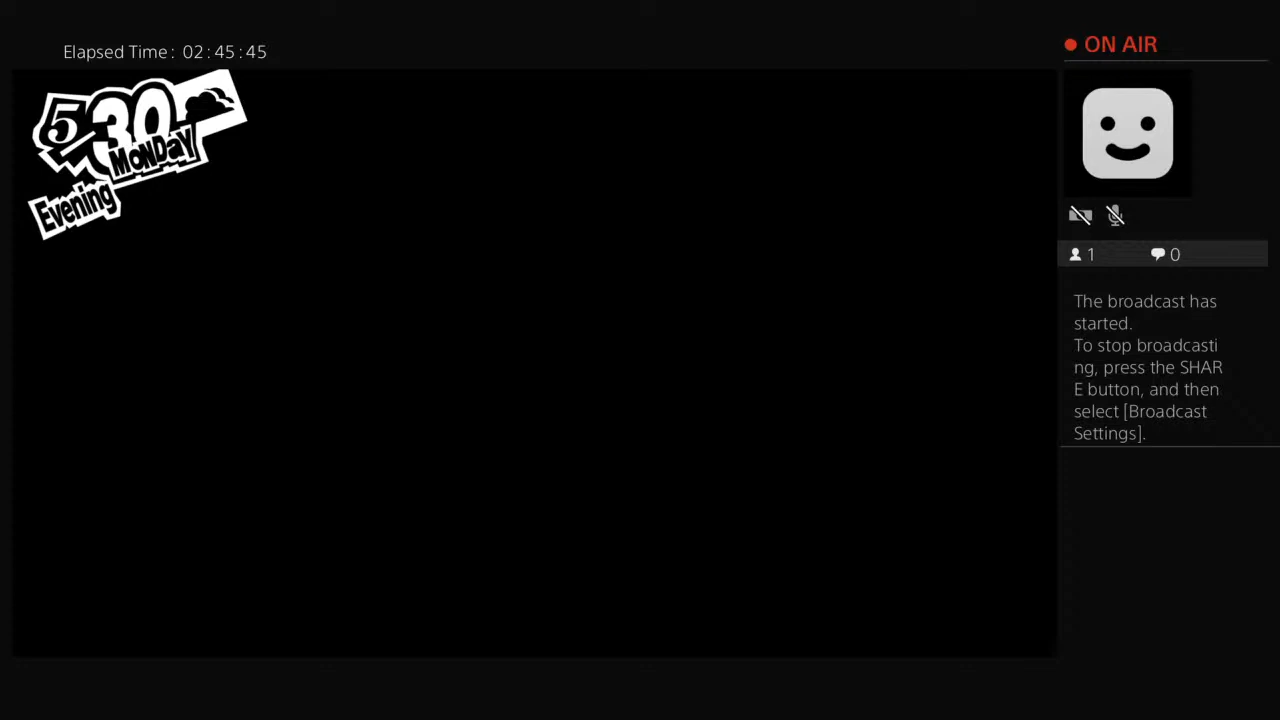 Elapsed Time: 02:45:45
ON AIR
5 30
MONDAY
Evening
1
0
The broadcast has
started.
To stop broadcasti
ng, press the SHAR
E button, and then
select [Broadcast
Settings].